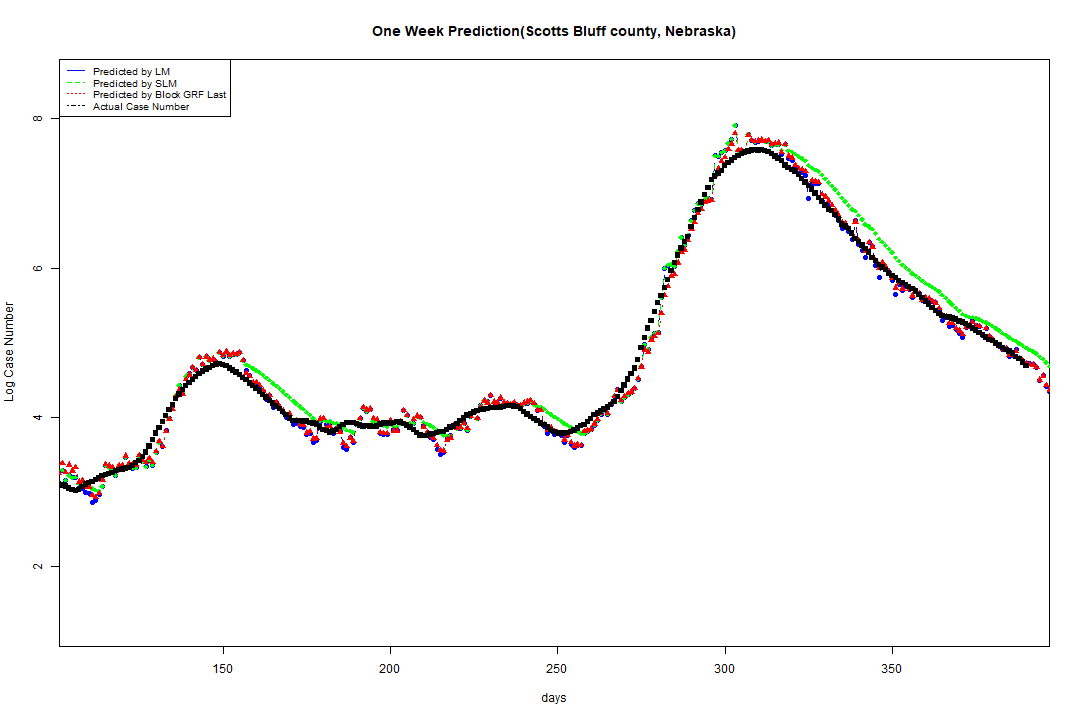 One Week Prediction(Scotts Bluff county, Nebraska)
Predicted by LM
Predicted by SLM
Predicted by Block GRF Last
Actual Case Number
Log Case Number
8
6
4
2
150 200 250 300 350
days